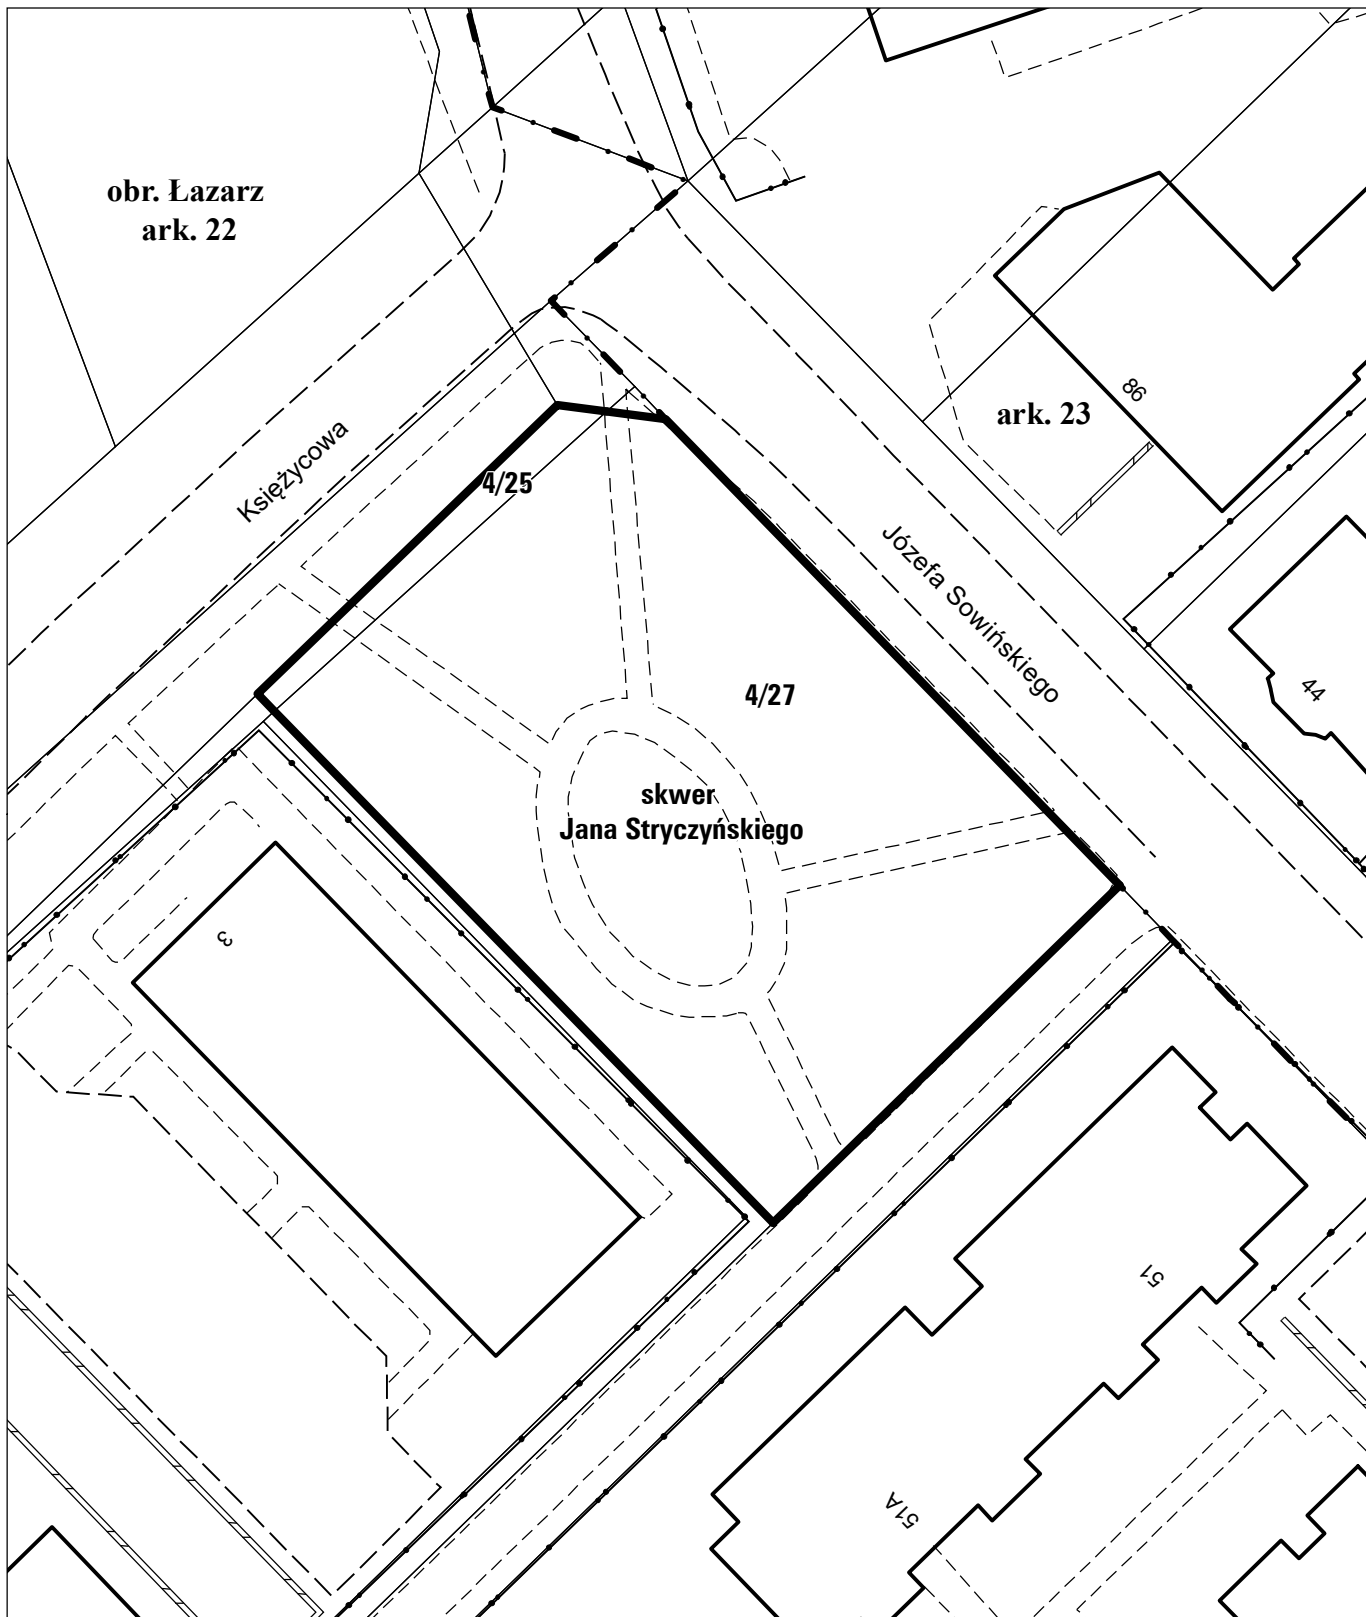 obr. Łazarz
ark. 22
98
ark. 23
Księżycowa
4/25
Józefa Sowińskiego
4/27
44
skwer
Jana Stryczyńskiego
3
51
51A